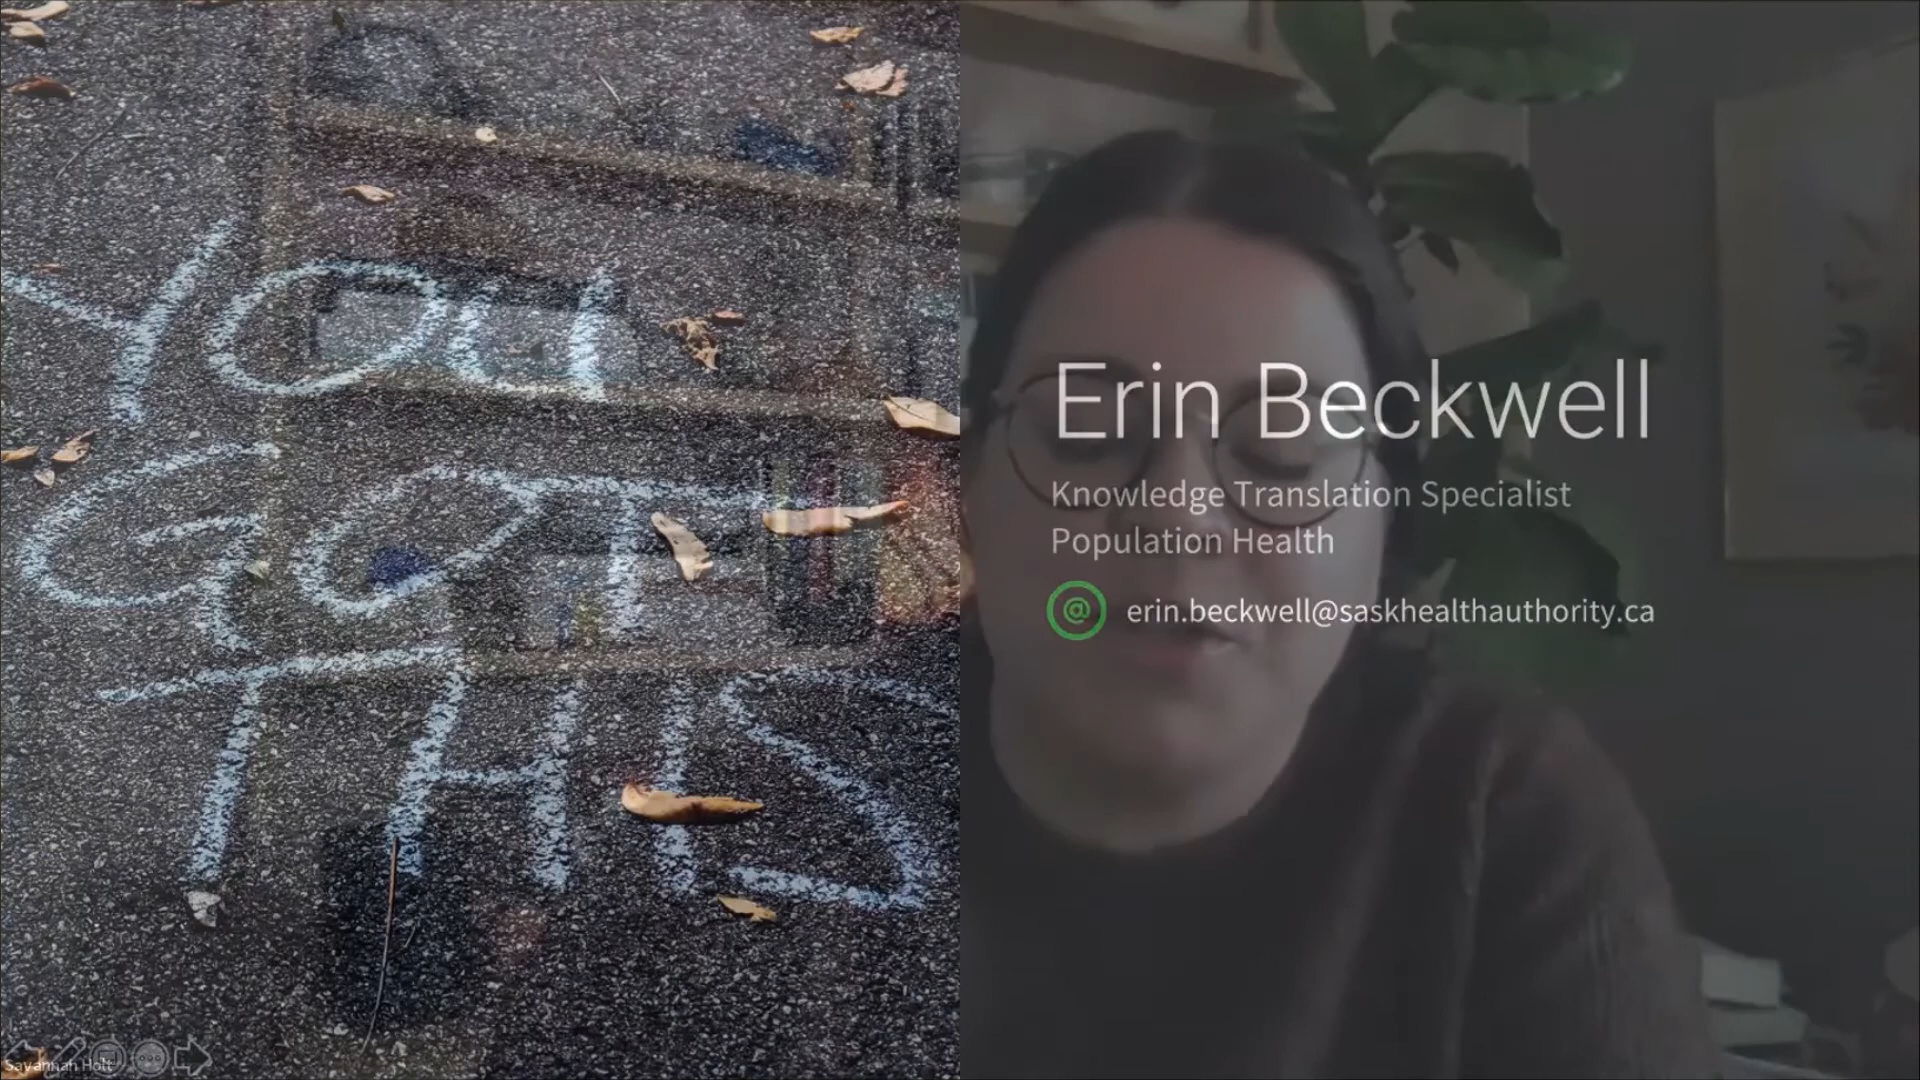 YOU
GOT
THIS
Erin Beckwell
Knowledge Translation Specialist
Population Health
@ erin.beckwell@saskhealthauthority.ca
Savannah Holt